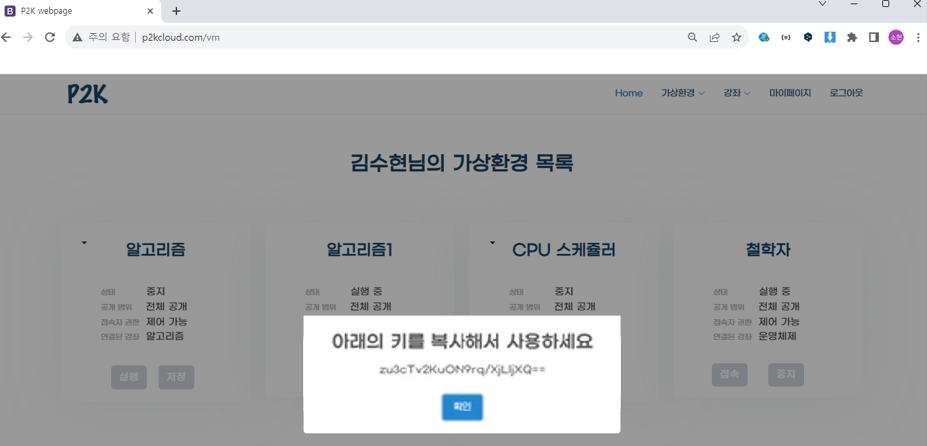 P2K webpage
주의 요함 | p2kcloud.com/vm
소현
P2K
Home 가상환경 강좌 마이페이지 로그아웃
김수현님의 가상환경 목록
알고리즘 알고리즘1 CPU 스케쥴러 철학자
상태 중지 상태 실행 중 상태 중지 상태 실행 중
공개 범위 전체 공개 공개 범위 전체 공개 공개 범위 전체 공개 공개 범위 전체 공개
접속자 권한 제어 가능 접속자 권한 제어 가능
연결된 강좌 알고리즘 연결된 강좌 운영체제
아래의 키를 복사해서 사용하세요
zu3cTv2KuON9rq/XjLIjXQ==
실행 저장 접속 중지
확인